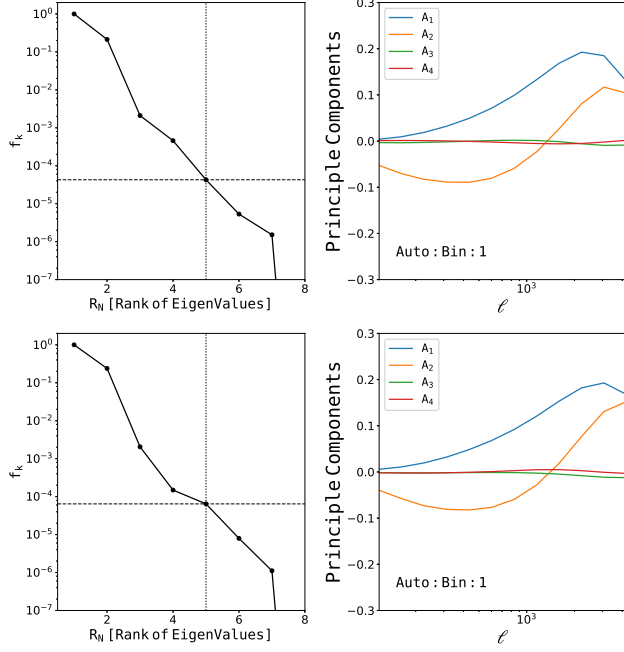 10⁰
10⁻¹
10⁻²
10⁻³
10⁻⁴
10⁻⁵
10⁻⁶
10⁻⁷
f_k
2 4 6 8
R_N [Rank of EigenValues]
0.3
0.2
0.1
0.0
−0.1
−0.2
−0.3
Principle Components
A₁
A₂
A₃
A₄
Auto: Bin: 1
10³
ℓ
10⁰
10⁻¹
10⁻²
10⁻³
10⁻⁴
10⁻⁵
10⁻⁶
10⁻⁷
f_k
2 4 6 8
R_N [Rank of EigenValues]
0.3
0.2
0.1
0.0
−0.1
−0.2
−0.3
Principle Components
A₁
A₂
A₃
A₄
Auto: Bin: 1
10³
ℓ